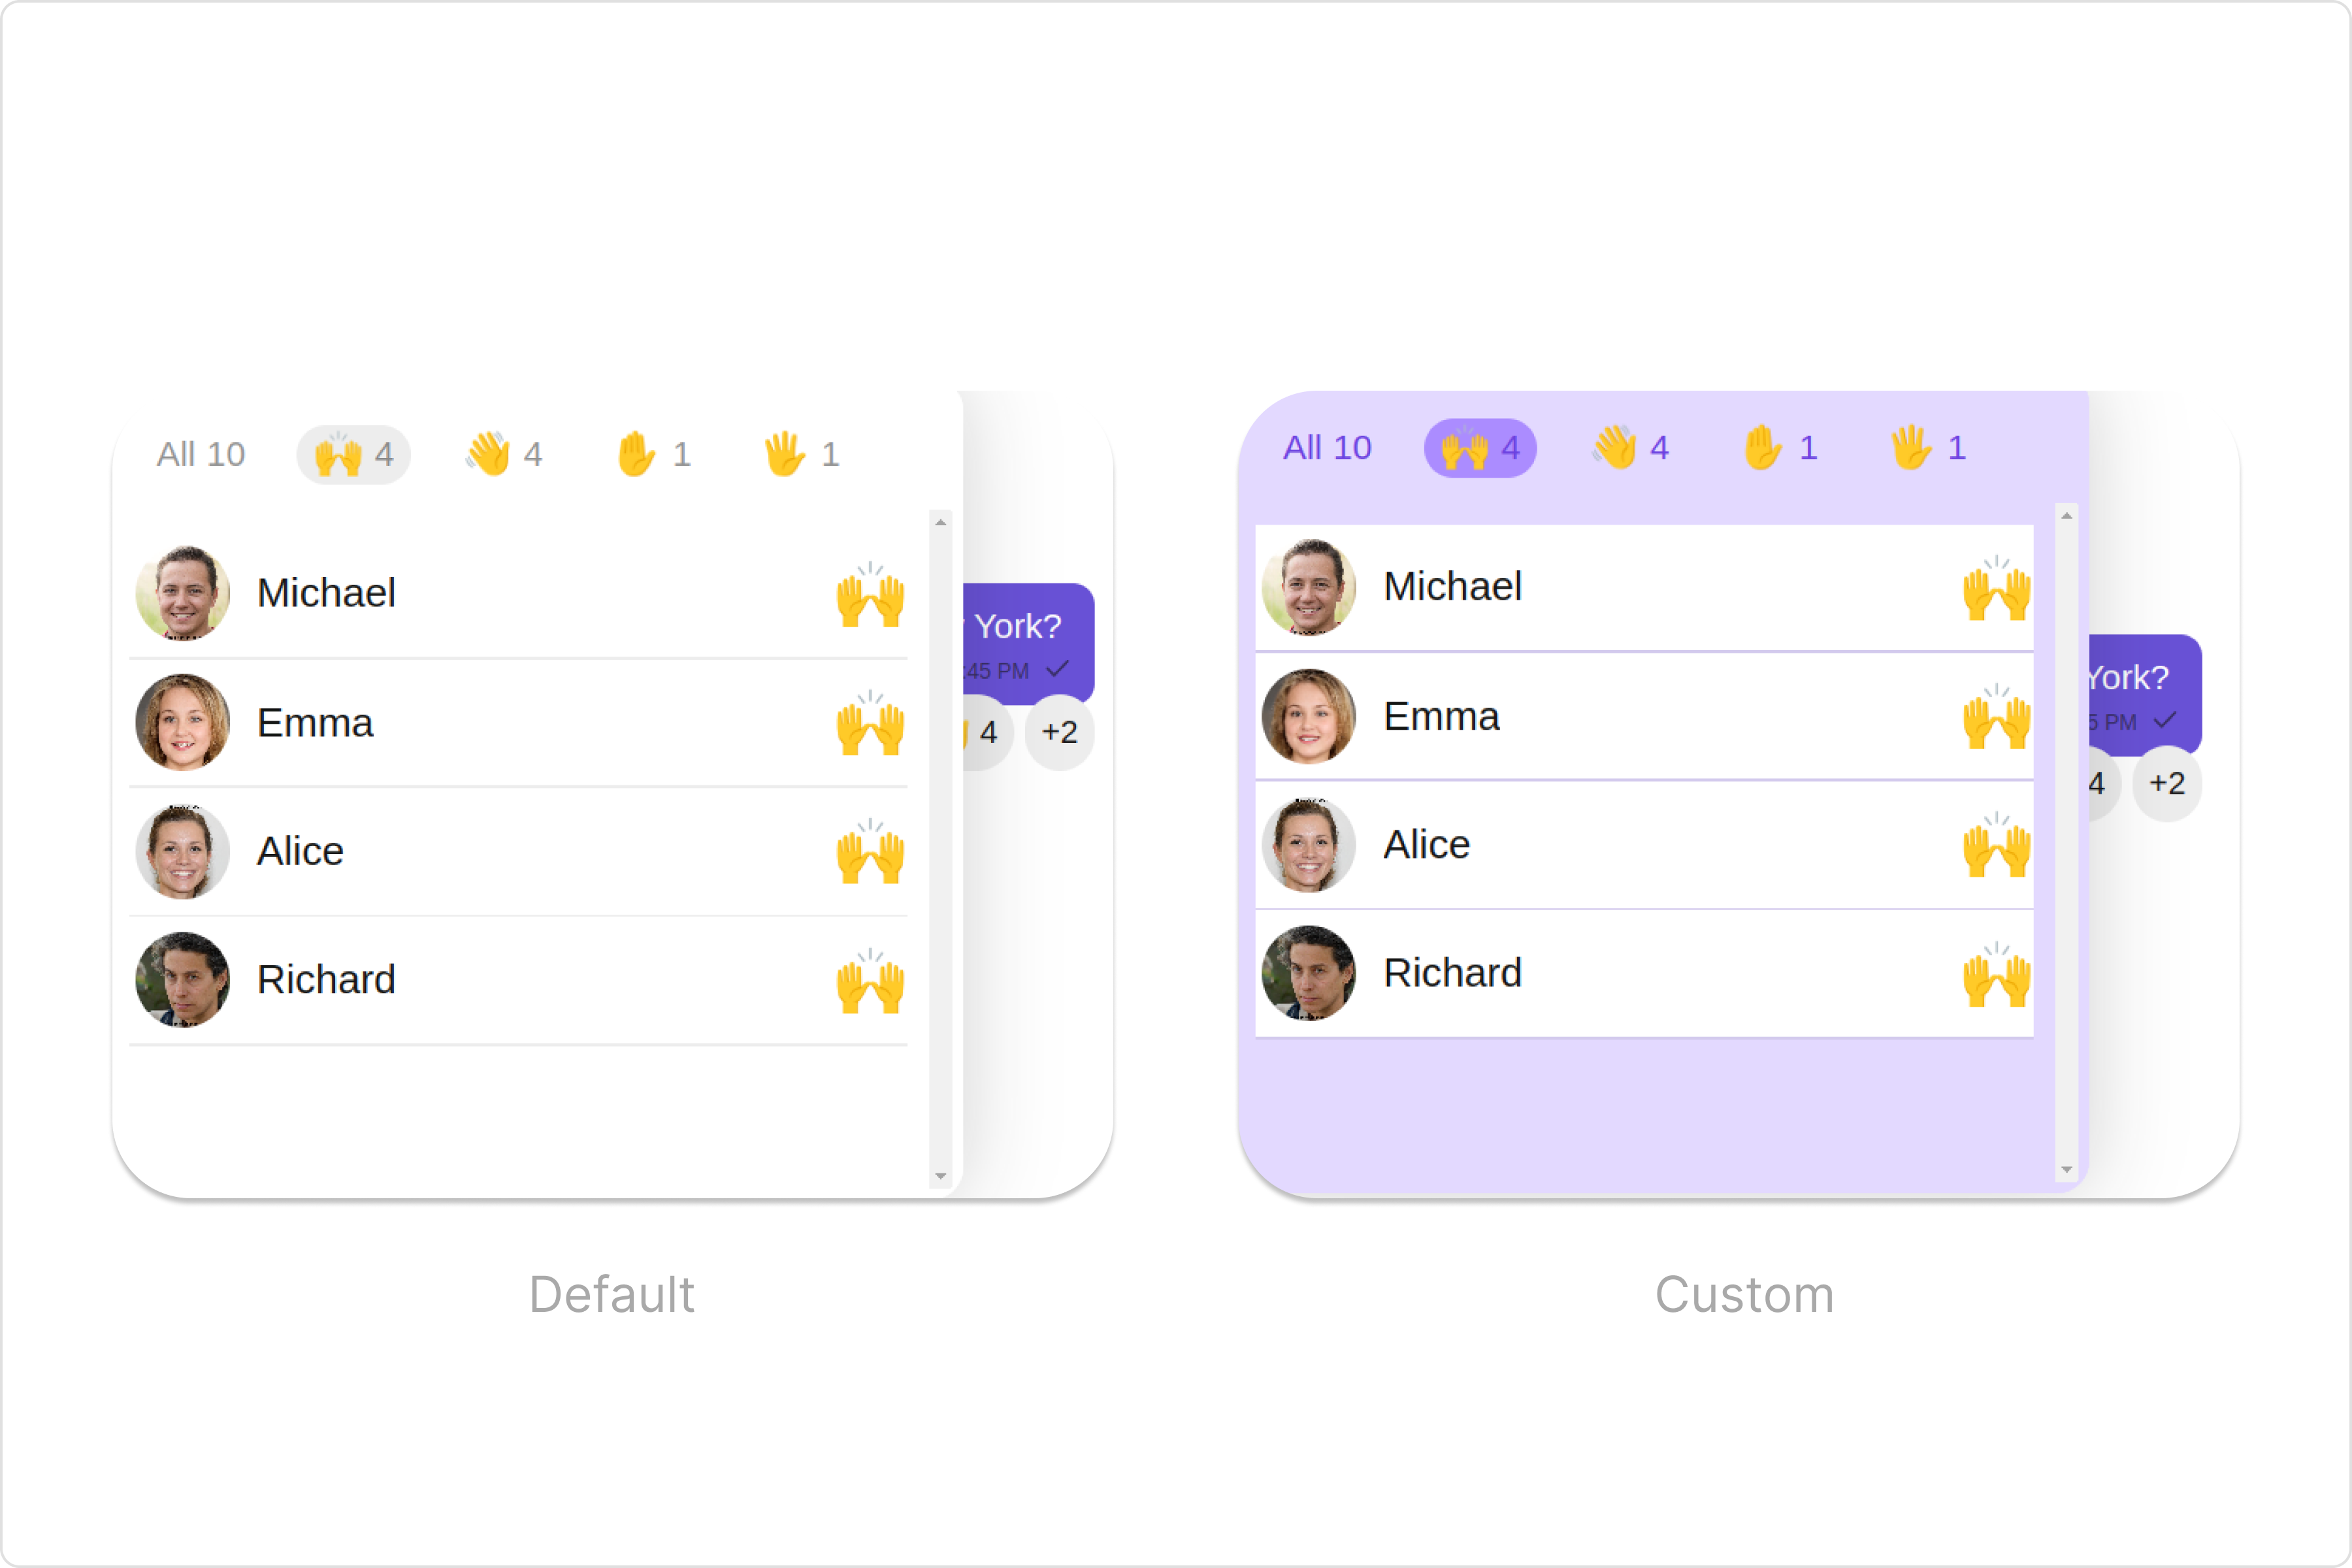 All 10 🙌 4 👋 4 ✋ 1 🖐 1
Michael 🙌
Emma 🙌
Alice 🙌
Richard 🙌
York?
:45 PM
4 +2
Default
All 10 🙌 4 👋 4 ✋ 1 🖐 1
Michael 🙌
Emma 🙌
Alice 🙌
Richard 🙌
York?
5 PM
4 +2
Custom